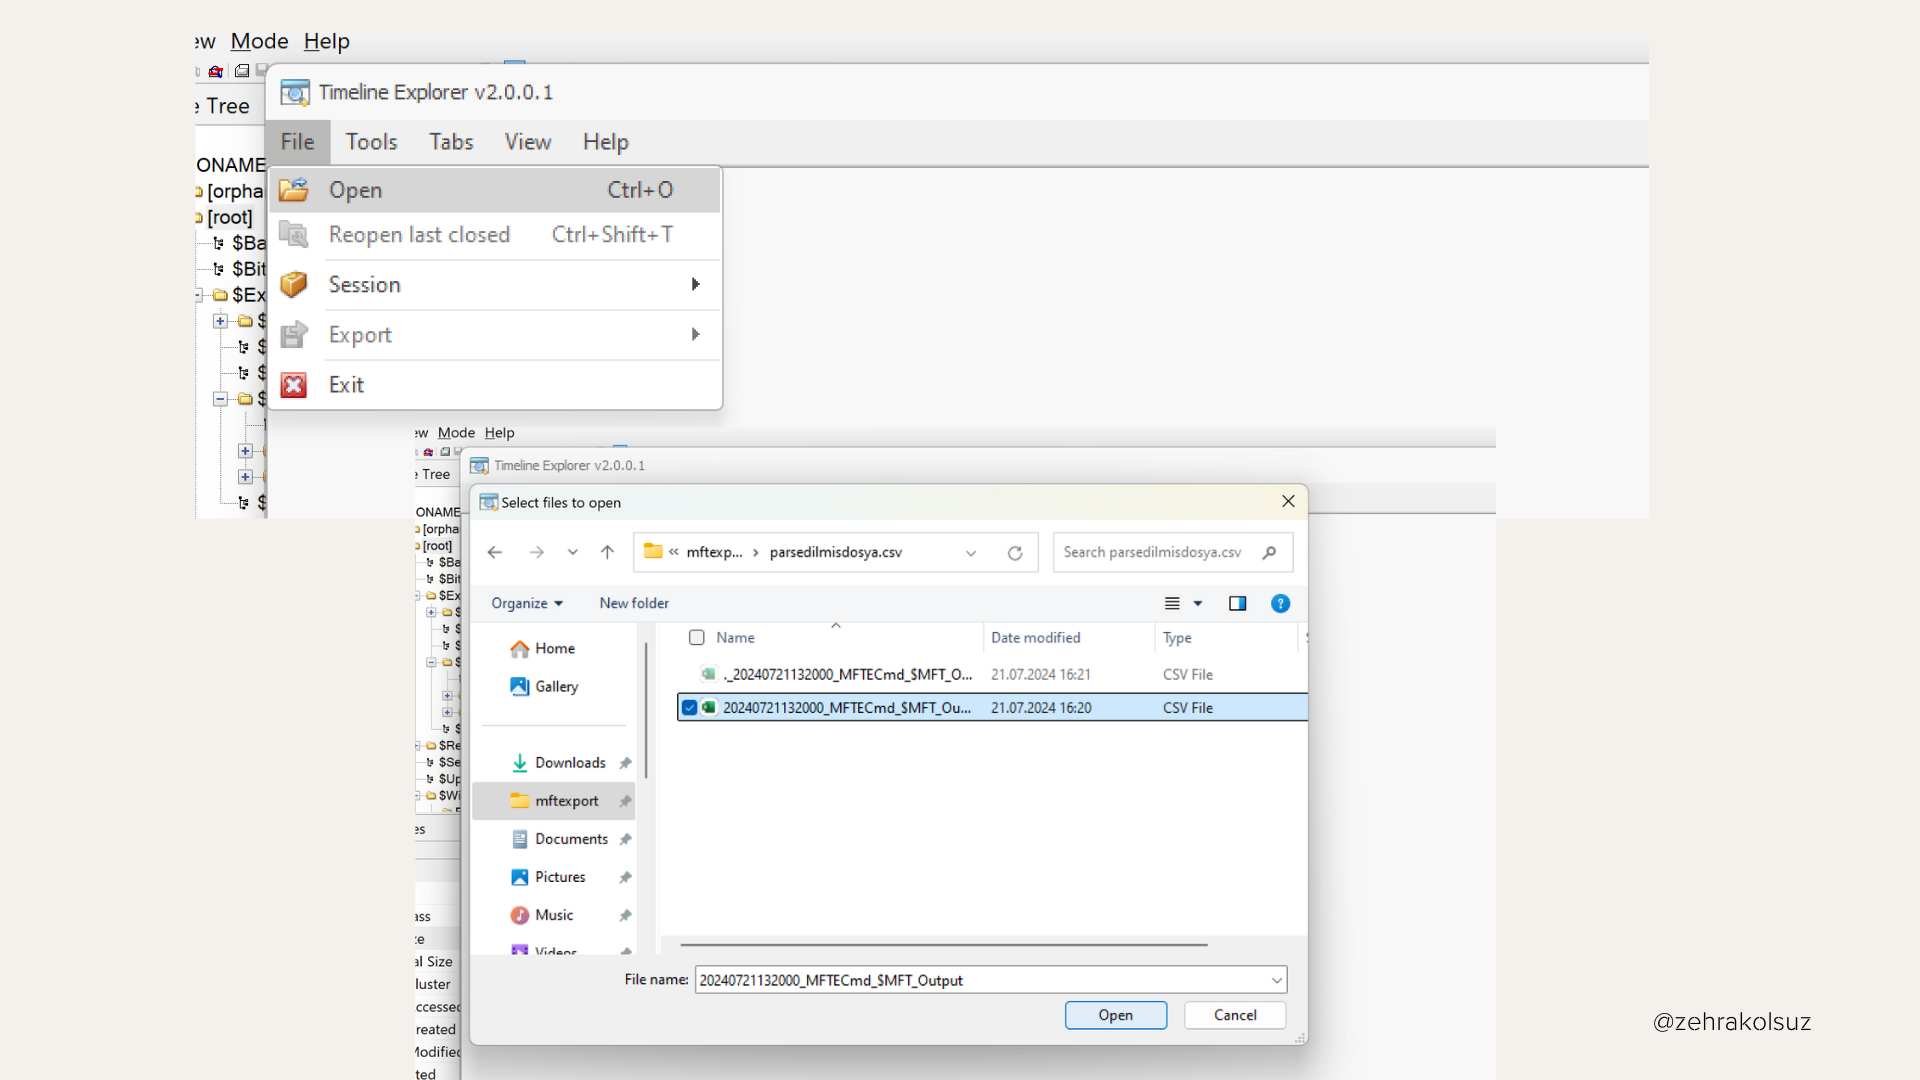 ew Mode Help
e Tree
Timeline Explorer v2.0.0.1
File Tools Tabs View Help
ONAME
[orpha
[root]
$Ba
$Bit
$Ex
$
$
$
$
$
Open Ctrl+O
Reopen last closed Ctrl+Shift+T
Session
Export
Exit
ew Mode Help
e Tree
Timeline Explorer v2.0.0.1
ONAME
[orpha
[root]
$Ba
$Bit
$Ex
$
$
$
$
$
$Re
$Se
$Up
$Wi
es
ass
ze
al Size
luster
ccessed
reated
Modified
ted
Select files to open
« mftexp... › parsedilmisdosya.csv
Search parsedilmisdosya.csv
Organize New folder
Home
Gallery
Downloads
mftexport
Documents
Pictures
Music
Videos
Name Date modified Type
._20240721132000_MFTECmd_$MFT_O... 21.07.2024 16:21 CSV File
20240721132000_MFTECmd_$MFT_Ou... 21.07.2024 16:20 CSV File
File name: 20240721132000_MFTECmd_$MFT_Output
Open Cancel
@zehrakolsuz